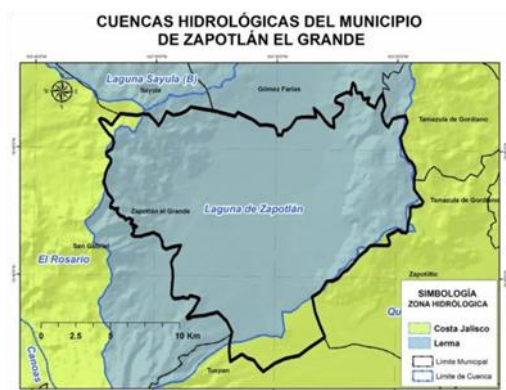 CUENCAS HIDROLÓGICAS DEL MUNICIPIO
DE ZAPOTLÁN EL GRANDE
Laguna Sayula (B)
Sayula
Gómez Farías
Tamazula de Gordiano
Tamazula de Gordiano
Zapotlán el Grande
Laguna de Zapotlán
San Gabriel
El Rosario
Zapotiltic
Canoas
Tuxpan
0 2.5 5 10 Km
SIMBOLOGÍA
ZONA HIDROLÓGICA
Costa Jalisco
Lerma
Límite Municipal
Límite de Cuenca